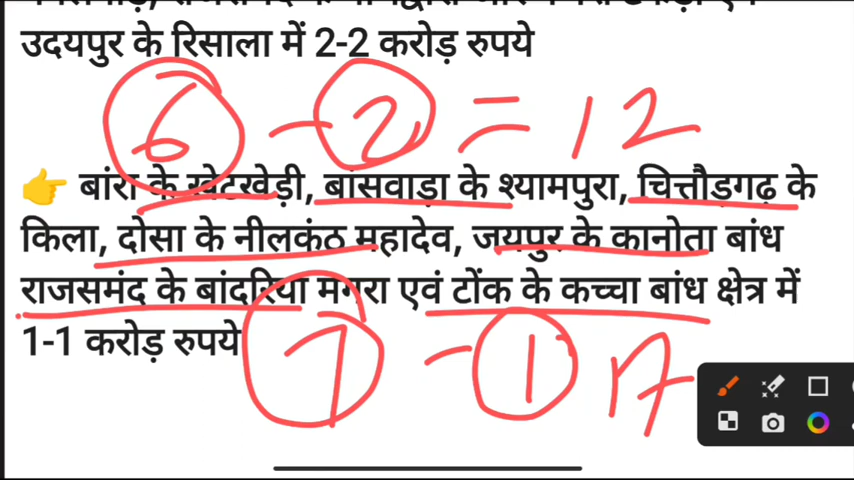 उदयपुर के रिसाला में 2-2 करोड़ रुपये
6 - 2 = 12
👉 बांरा के खेटखेड़ी, बांसवाड़ा के श्यामपुरा, चित्तौड़गढ़ के
किला, दोसा के नीलकंठ महादेव, जयपुर के कानोता बांध
राजसमंद के बांदरिया मगरा एवं टोंक के कच्चा बांध क्षेत्र में
1-1 करोड़ रुपये
7 - 1